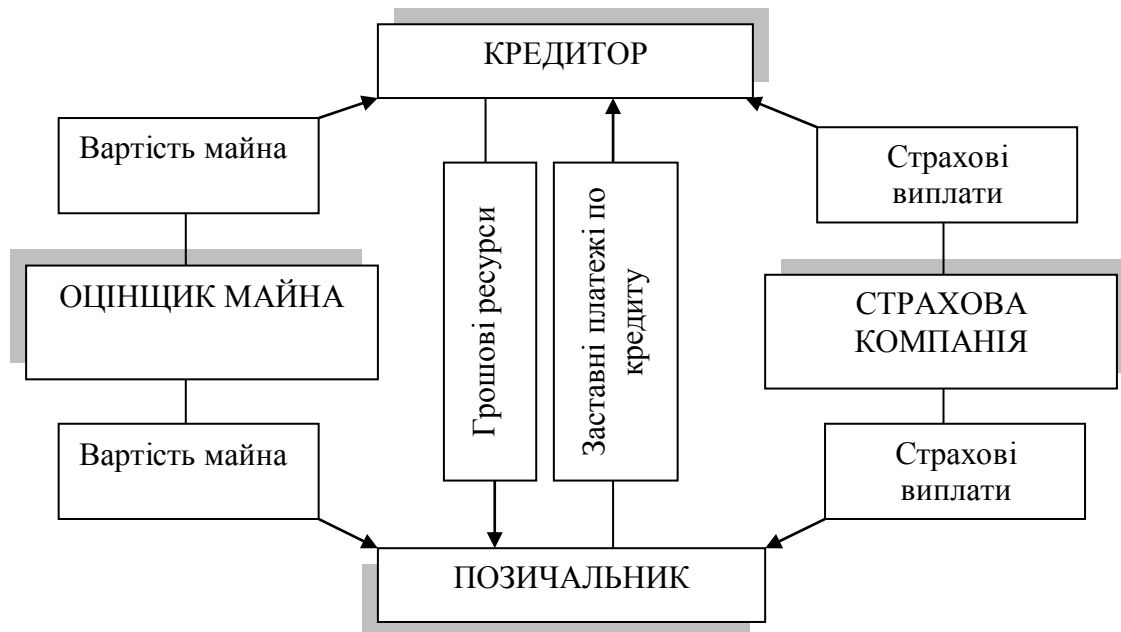 КРЕДИТОР
Вартість майна
Страхові
виплати
Грошові ресурси
Заставні платежі по
кредиту
ОЦІНЩИК МАЙНА
СТРАХОВА
КОМПАНІЯ
Вартість майна
Страхові
виплати
ПОЗИЧАЛЬНИК